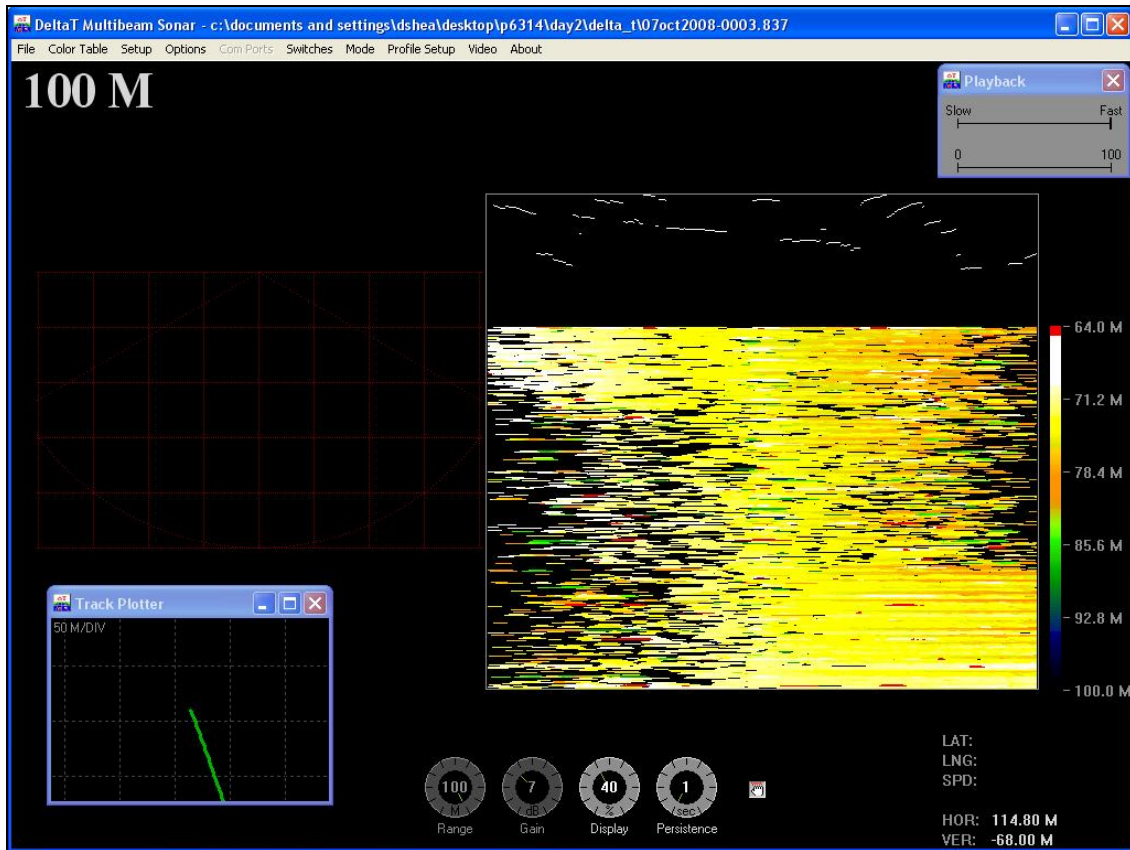 DeltaT Multibeam Sonar - c:\documents and settings\dshea\desktop\p6314\day2\delta_t\07oct2008-0003.837
File Color Table Setup Options Com Ports Switches Mode Profile Setup Video About
100 M
Playback
Slow Fast
0 100
64.0 M
71.2 M
78.4 M
85.6 M
92.8 M
100.0 M
Track Plotter
50 M/DIV
100 7 40 1
M dB % sec
Range Gain Display Persistence
LAT:
LNG:
SPD:
HOR: 114.80 M
VER: -68.00 M